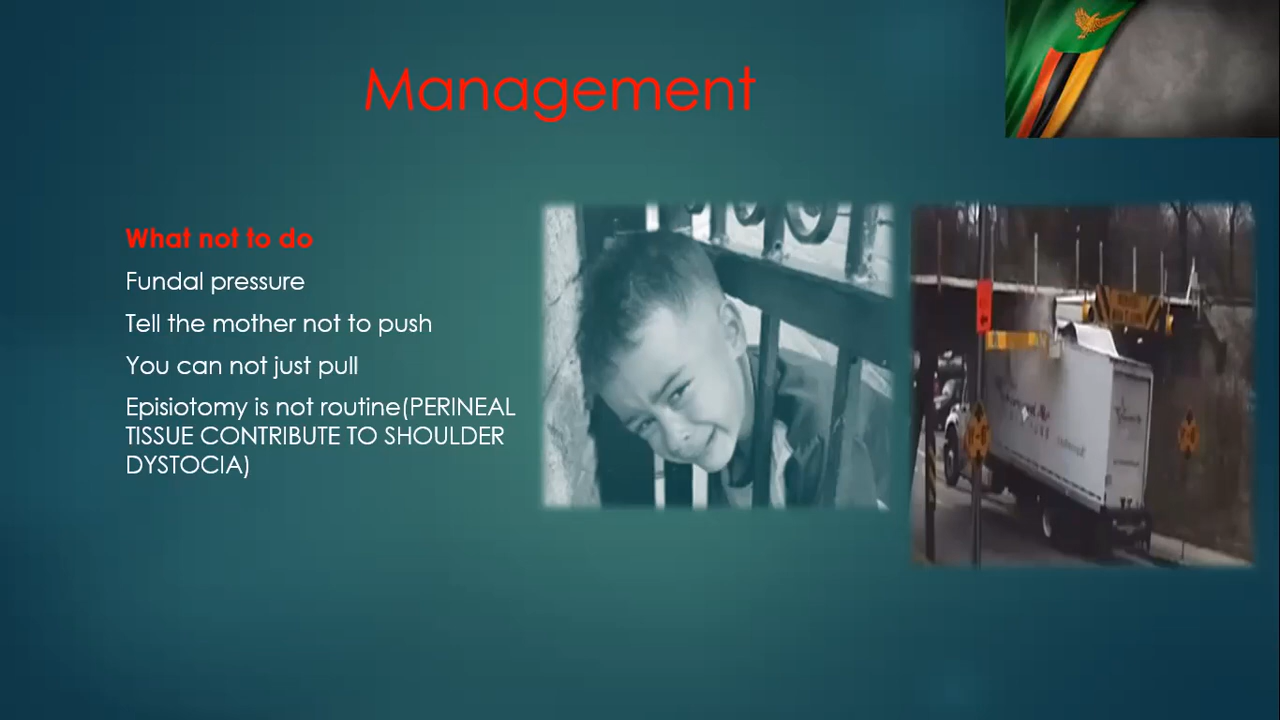 Management
What not to do
Fundal pressure
Tell the mother not to push
You can not just pull
Episiotomy is not routine(PERINEAL
TISSUE CONTRIBUTE TO SHOULDER
DYSTOCIA)